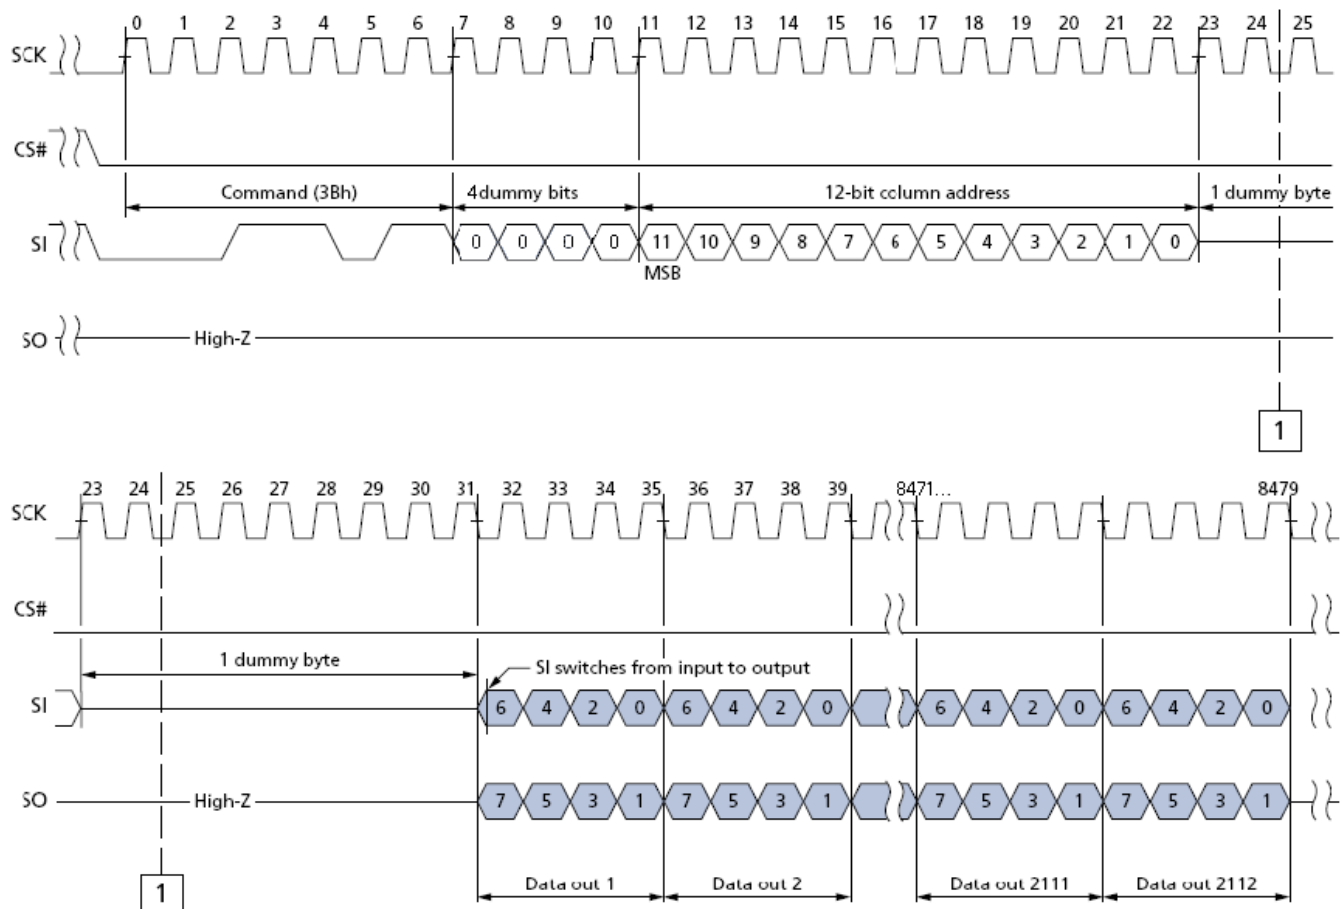 0 1 2 3 4 5 6 7 8 9 10 11 12 13 14 15 16 17 18 19 20 21 22 23 24 25
SCK
CS#
Command (3Bh) 4dummy bits 12-bit column address 1 dummy byte
SI 0 0 0 0 11 10 9 8 7 6 5 4 3 2 1 0
MSB
SO High-Z
1
23 24 25 26 27 28 29 30 31 32 33 34 35 36 37 38 39 8471... 8479
SCK
CS#
1 dummy byte SI switches from input to output
SI 6 4 2 0 6 4 2 0 6 4 2 0 6 4 2 0
SO High-Z 7 5 3 1 7 5 3 1 7 5 3 1 7 5 3 1
1 Data out 1 Data out 2 Data out 2111 Data out 2112